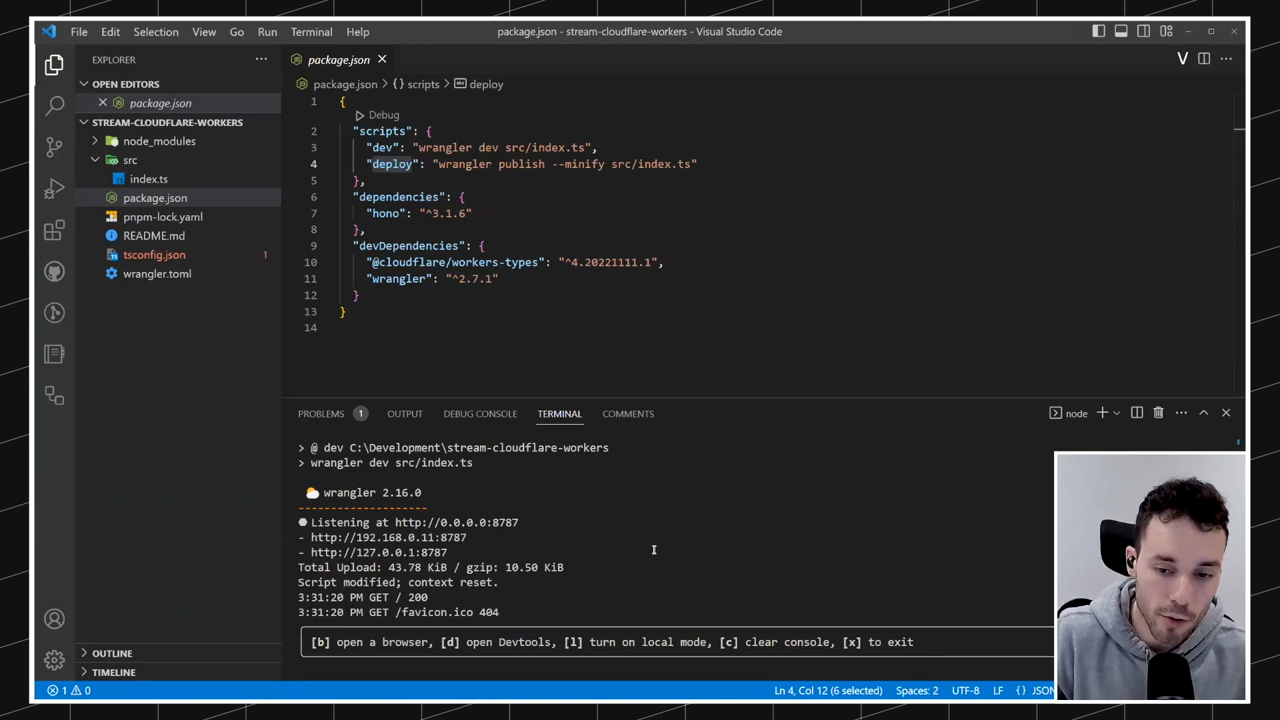 File Edit Selection View Go Run Terminal Help
package.json - stream-cloudflare-workers - Visual Studio Code
EXPLORER
OPEN EDITORS
package.json
STREAM-CLOUDFLARE-WORKERS
node_modules
src
index.ts
package.json
pnpm-lock.yaml
README.md
tsconfig.json 1
wrangler.toml
OUTLINE
TIMELINE
package.json
package.json > {} scripts > abc deploy
1 {
Debug
2 "scripts": {
3 "dev": "wrangler dev src/index.ts",
4 "deploy": "wrangler publish --minify src/index.ts"
5 },
6 "dependencies": {
7 "hono": "^3.1.6"
8 },
9 "devDependencies": {
10 "@cloudflare/workers-types": "^4.20221111.1",
11 "wrangler": "^2.7.1"
12 }
13 }
14
PROBLEMS 1 OUTPUT DEBUG CONSOLE TERMINAL COMMENTS
node
> @ dev C:\Development\stream-cloudflare-workers
> wrangler dev src/index.ts
wrangler 2.16.0
--------------------
Listening at http://0.0.0.0:8787
- http://192.168.0.11:8787
- http://127.0.0.1:8787
Total Upload: 43.78 KiB / gzip: 10.50 KiB
Script modified; context reset.
3:31:20 PM GET / 200
3:31:20 PM GET /favicon.ico 404
[b] open a browser, [d] open Devtools, [l] turn on local mode, [c] clear console, [x] to exit
1 0
Ln 4, Col 12 (6 selected) Spaces: 2 UTF-8 LF {} JSON